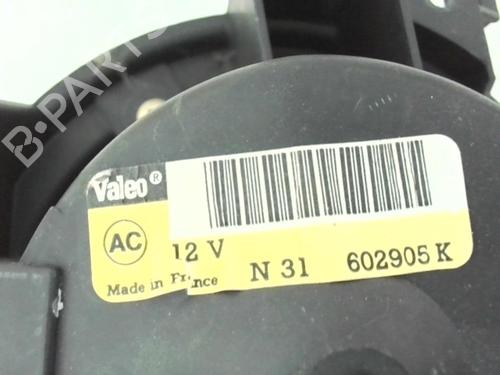 B-PARTS
Valeo®
AC
12 V
Made in France
N 31
602905 K